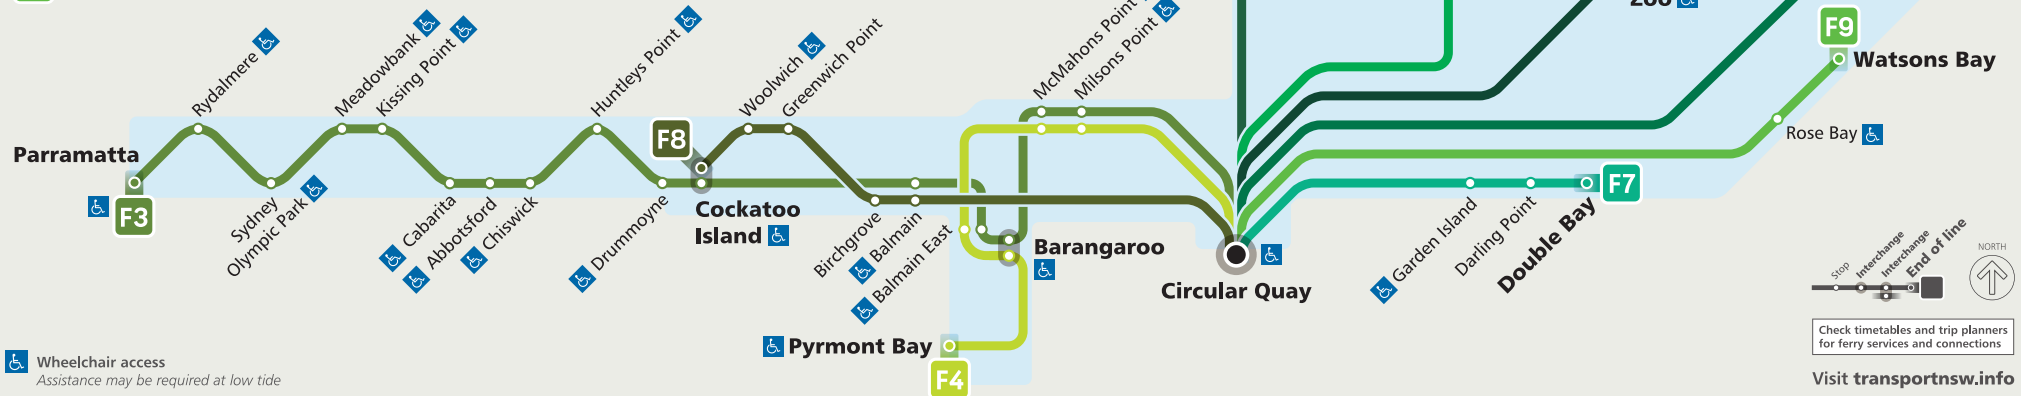 Rydalmere
Meadowbank
Kissing Point
Huntleys Point
Woolwich
Greenwich Point
McMahons Point
Milsons Point
Zoo
F9
Watsons Bay
Rose Bay
F8
Parramatta
F3
Sydney
Olympic Park
Cabarita
Abbotsford
Chiswick
Drummoyne
Cockatoo
Island
Birchgrove
Balmain
Balmain East
Barangaroo
Circular Quay
Garden Island
Darling Point
Double Bay
F7
Pyrmont Bay
F4
Stop
Interchange
Interchange
End of line
NORTH
Check timetables and trip planners
for ferry services and connections
Visit transportnsw.info
Wheelchair access
Assistance may be required at low tide